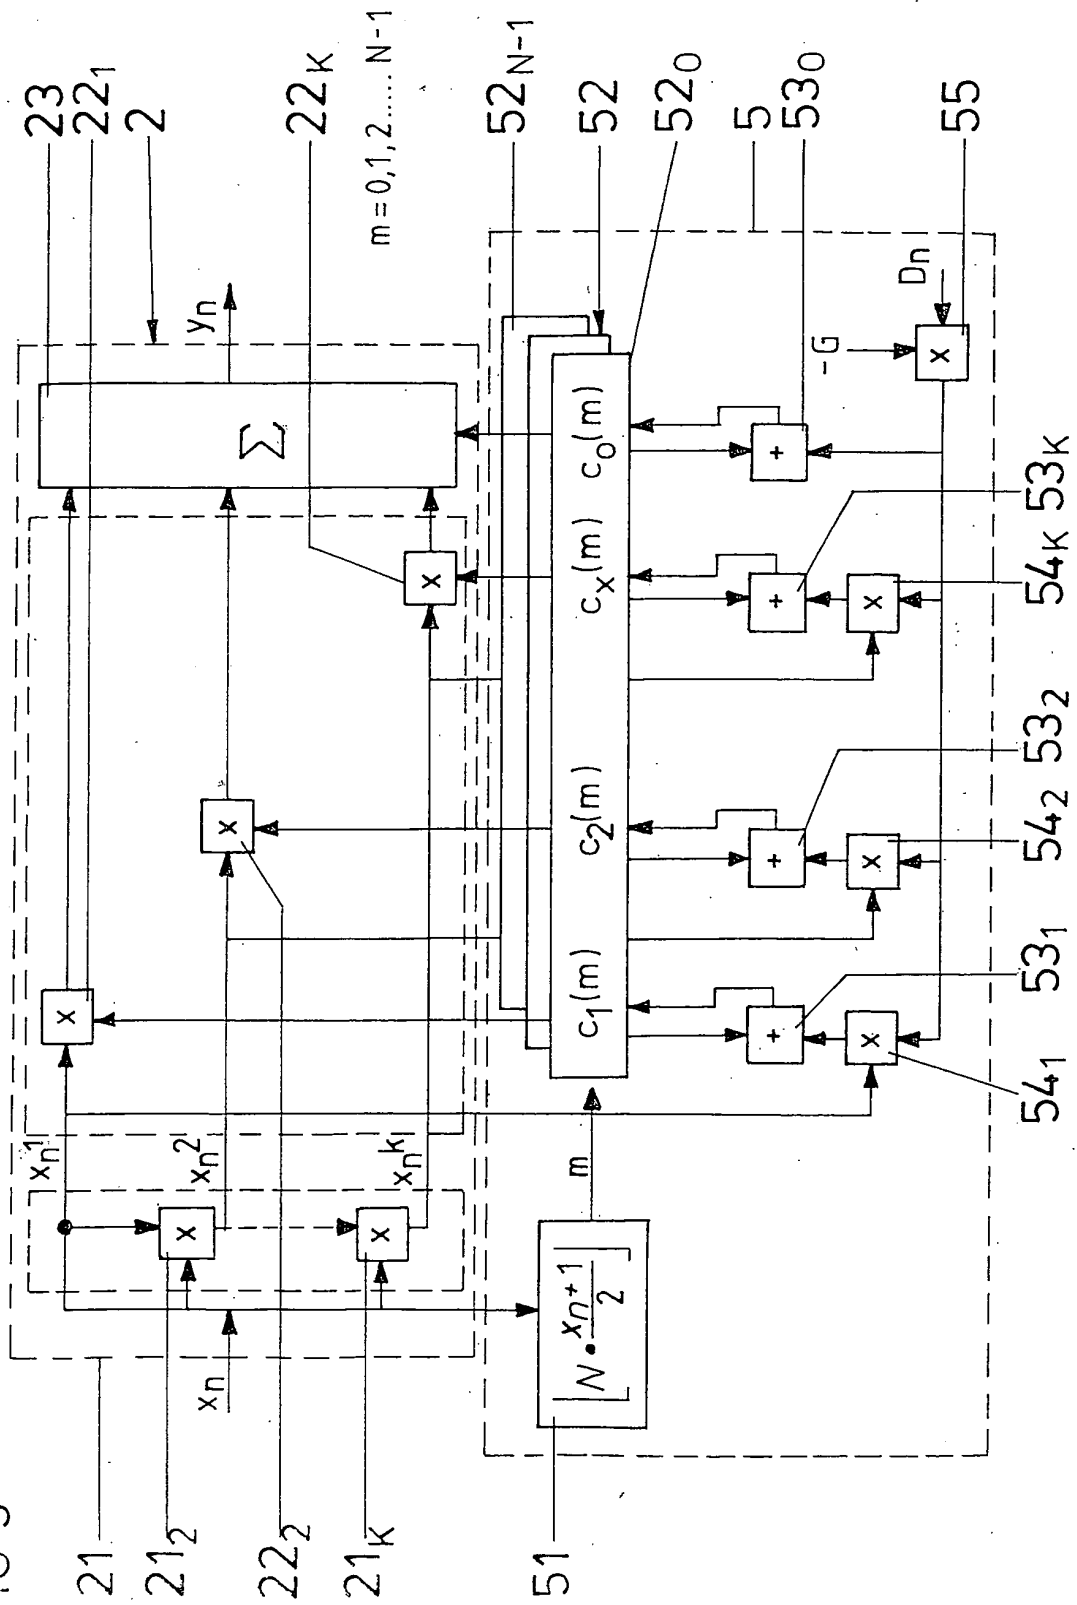 23
22₁
2
22K
m = 0,1,2..... N-1
52N-1
52
52₀
5
53₀
55
yn
Σ
X
X
X
xn¹
xn²
xnᵏ
X
X
xn
c₁(m)
c₂(m)
cₓ(m)
c₀(m)
m
⌊N • xn+1 / 2⌋
+
+
+
+
X
X
X
X
-G
Dn
21
21₂
22₂
21K
51
54₁
53₁
54₂
53₂
54K
53K